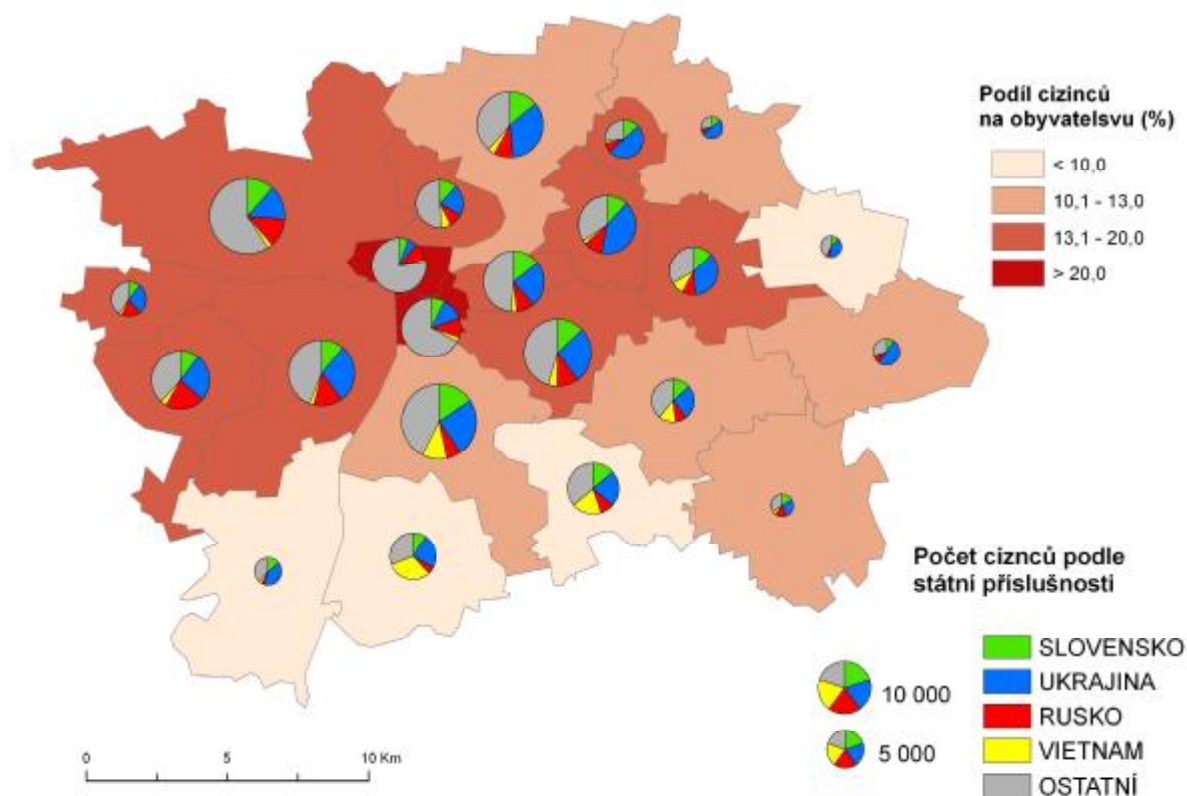 Podíl cizinců
na obyvatelsvu (%)
< 10,0
10,1 - 13,0
13,1 - 20,0
> 20,0
Počet ciznců podle
státní příslušnosti
10 000
5 000
SLOVENSKO
UKRAJINA
RUSKO
VIETNAM
OSTATNÍ
0 5 10 Km